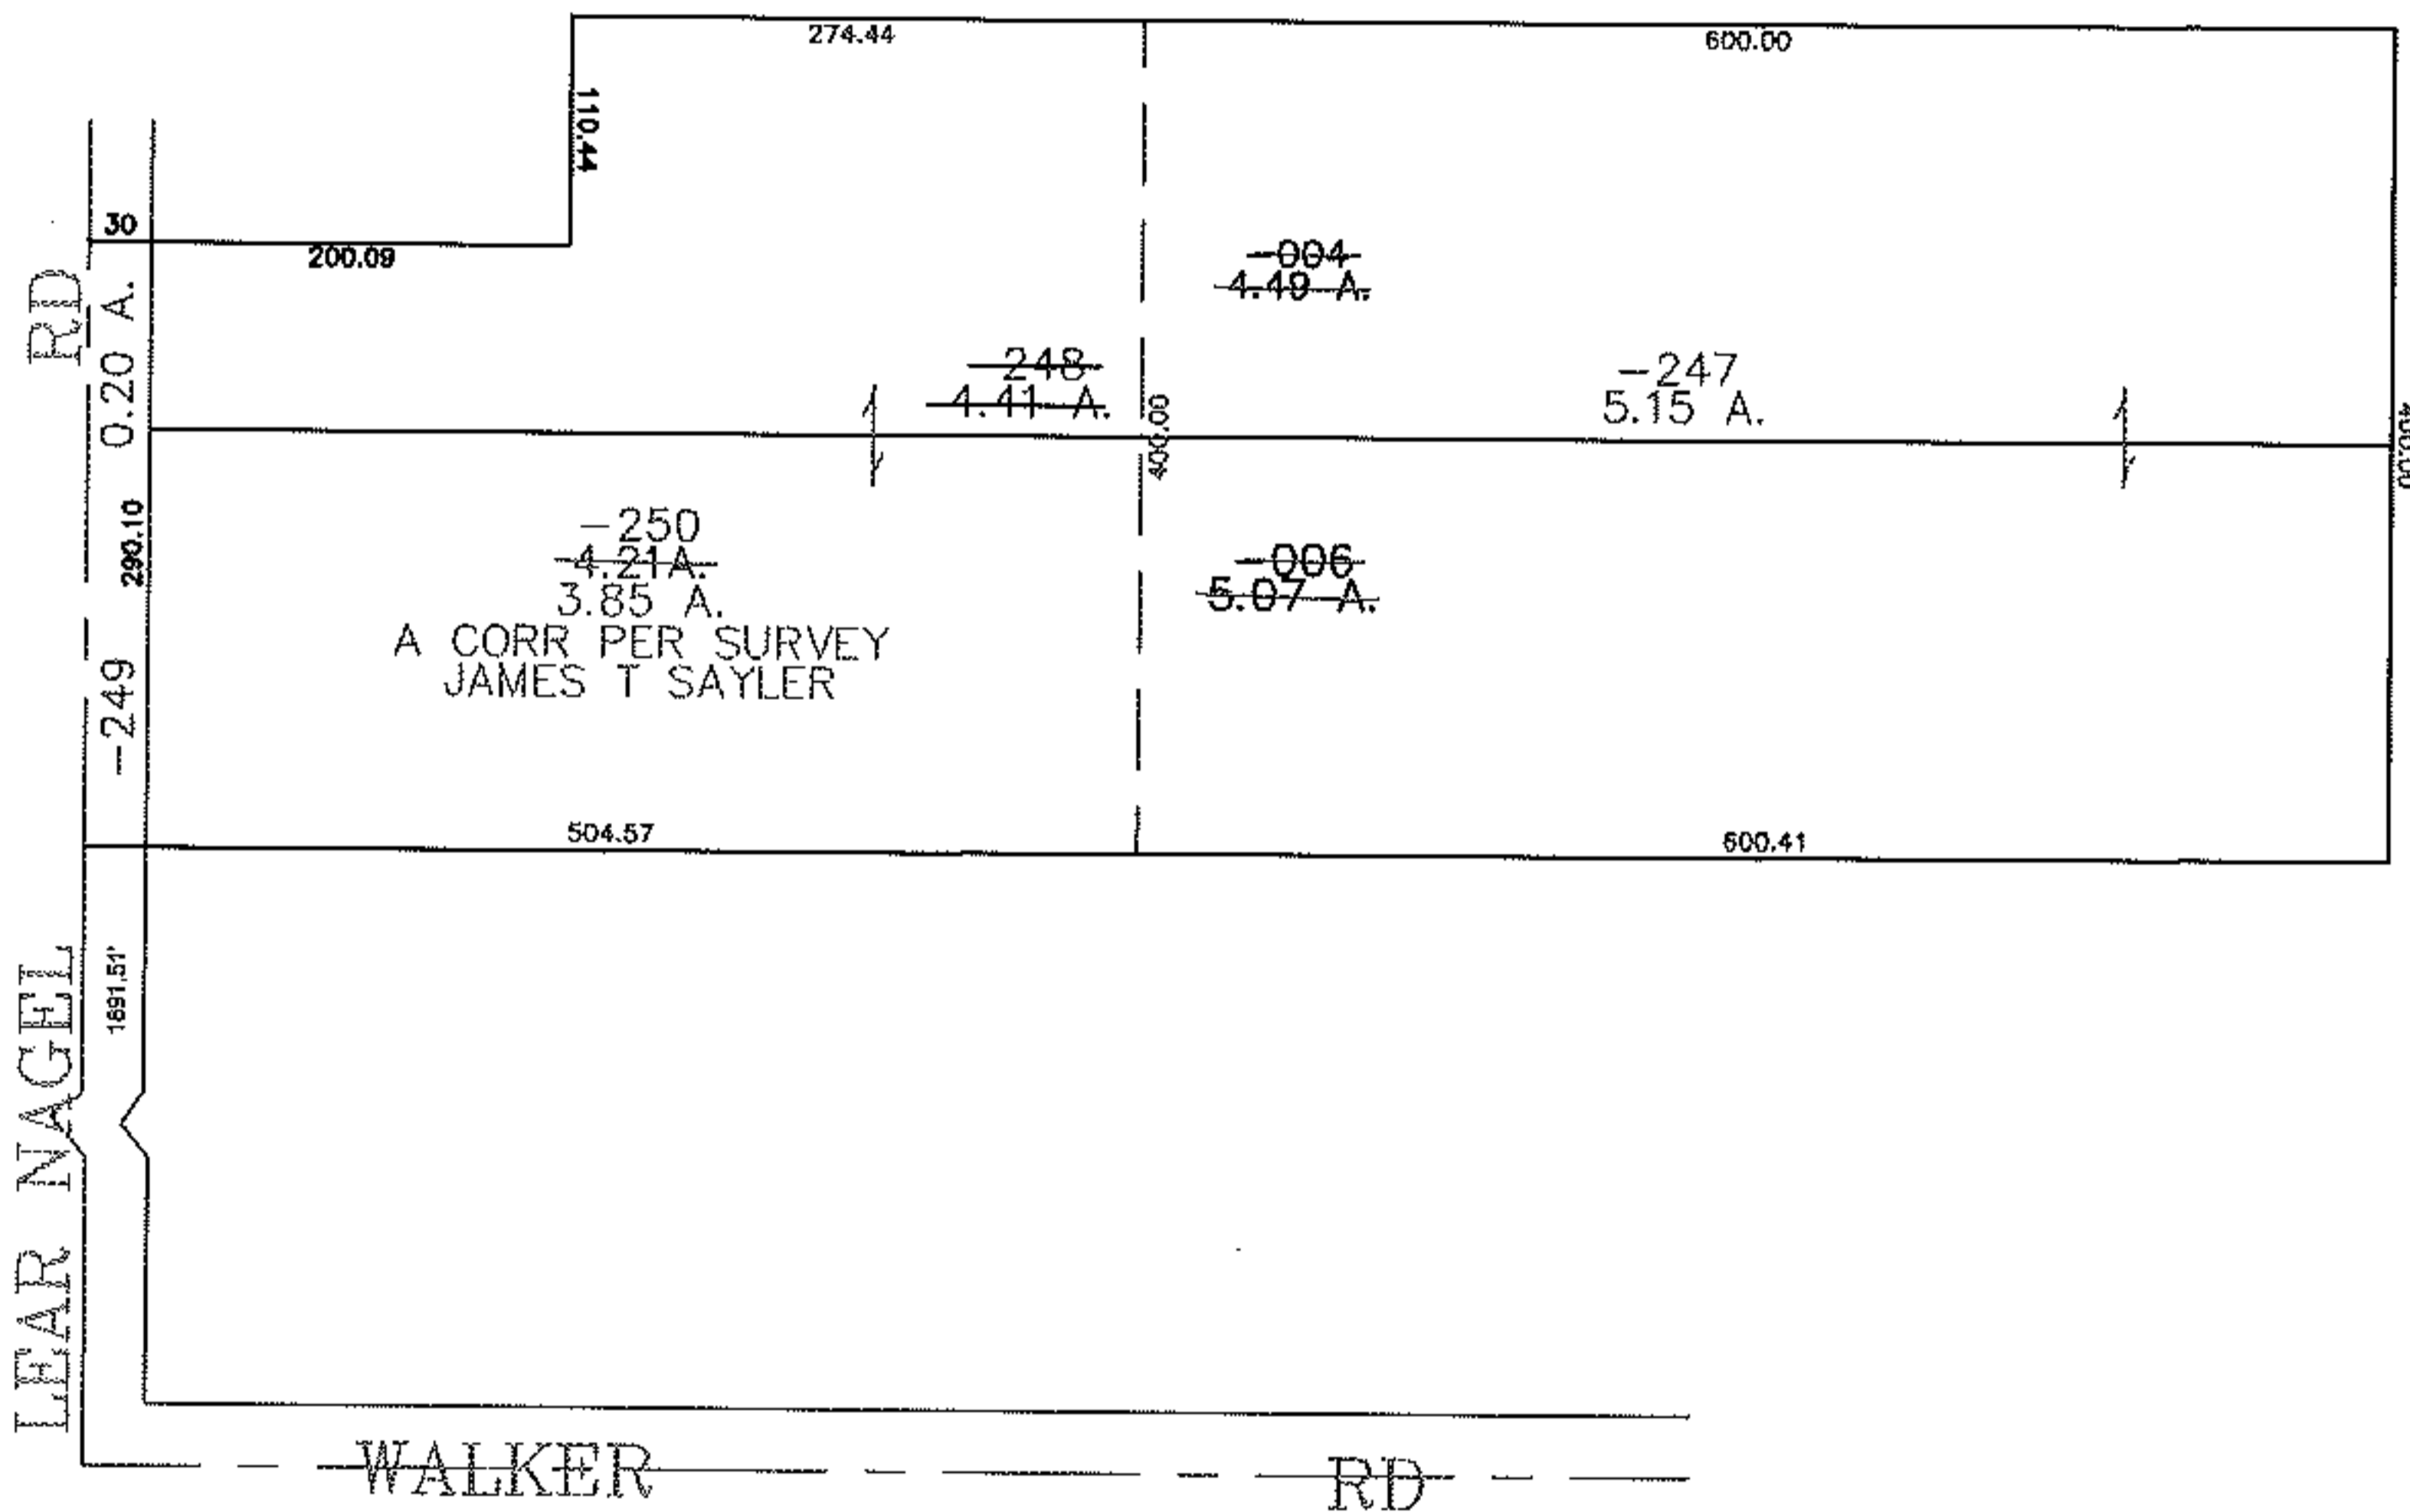 274.44
600.00
110.44
30
200.09
RD
0.20 A.
-004
4.49 A.
248
4.41 A.
-247
5.15 A.
400.00
400.00
290.10
-249
-250
4.21A.
3.85 A.
A CORR PER SURVEY
JAMES T SAYLER
-006
5.07 A.
504.57
600.41
1691.51'
LEAR NAGEL
WALKER RD